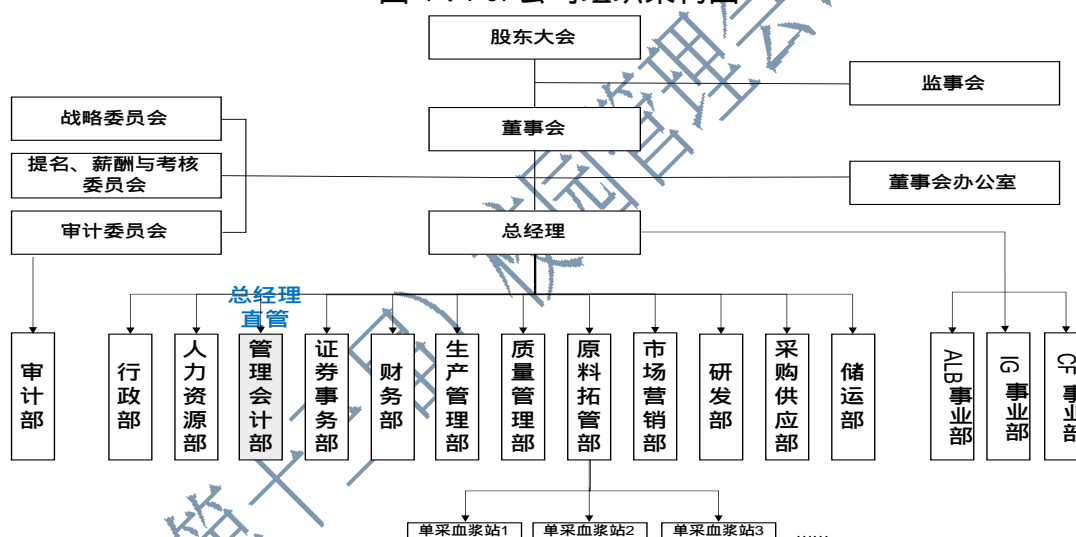 股东大会
监事会
战略委员会
董事会
提名、薪酬与考核
委员会
董事会办公室
审计委员会
总经理
总经理
直管
审计部
行政部
人力资源部
管理会计部
证券事务部
财务部
生产管理部
质量管理部
原料拓管部
市场营销部
研发部
采购供应部
储运部
ALB事业部
IG 事业部
CF 事业部
单采血浆站1
单采血浆站2
单采血浆站3
......